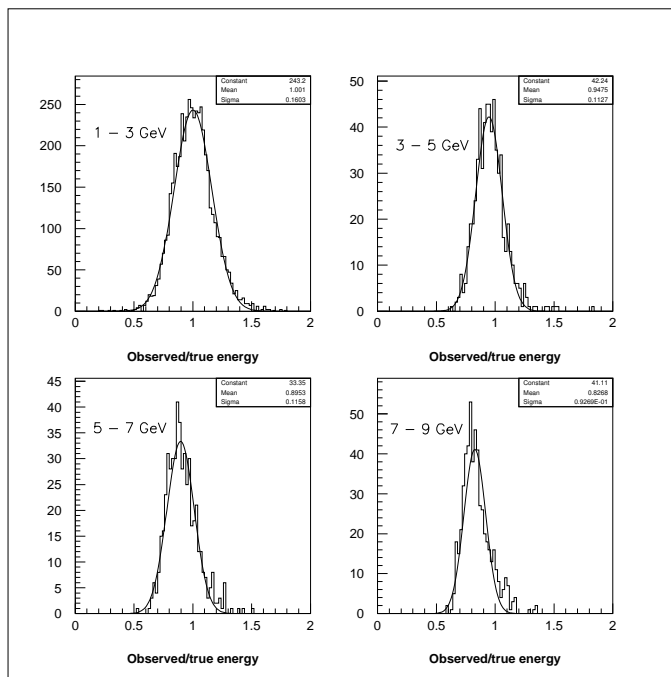 Constant 243.2
Mean 1.001
Sigma 0.1603
1 – 3 GeV
250
200
150
100
50
0
0 0.5 1 1.5 2
Observed/true energy
Constant 42.24
Mean 0.9475
Sigma 0.1127
3 – 5 GeV
50
40
30
20
10
0
0 0.5 1 1.5 2
Observed/true energy
Constant 33.35
Mean 0.8953
Sigma 0.1158
5 – 7 GeV
45
40
35
30
25
20
15
10
5
0
0 0.5 1 1.5 2
Observed/true energy
Constant 41.11
Mean 0.8268
Sigma 0.9269E-01
7 – 9 GeV
50
40
30
20
10
0
0 0.5 1 1.5 2
Observed/true energy